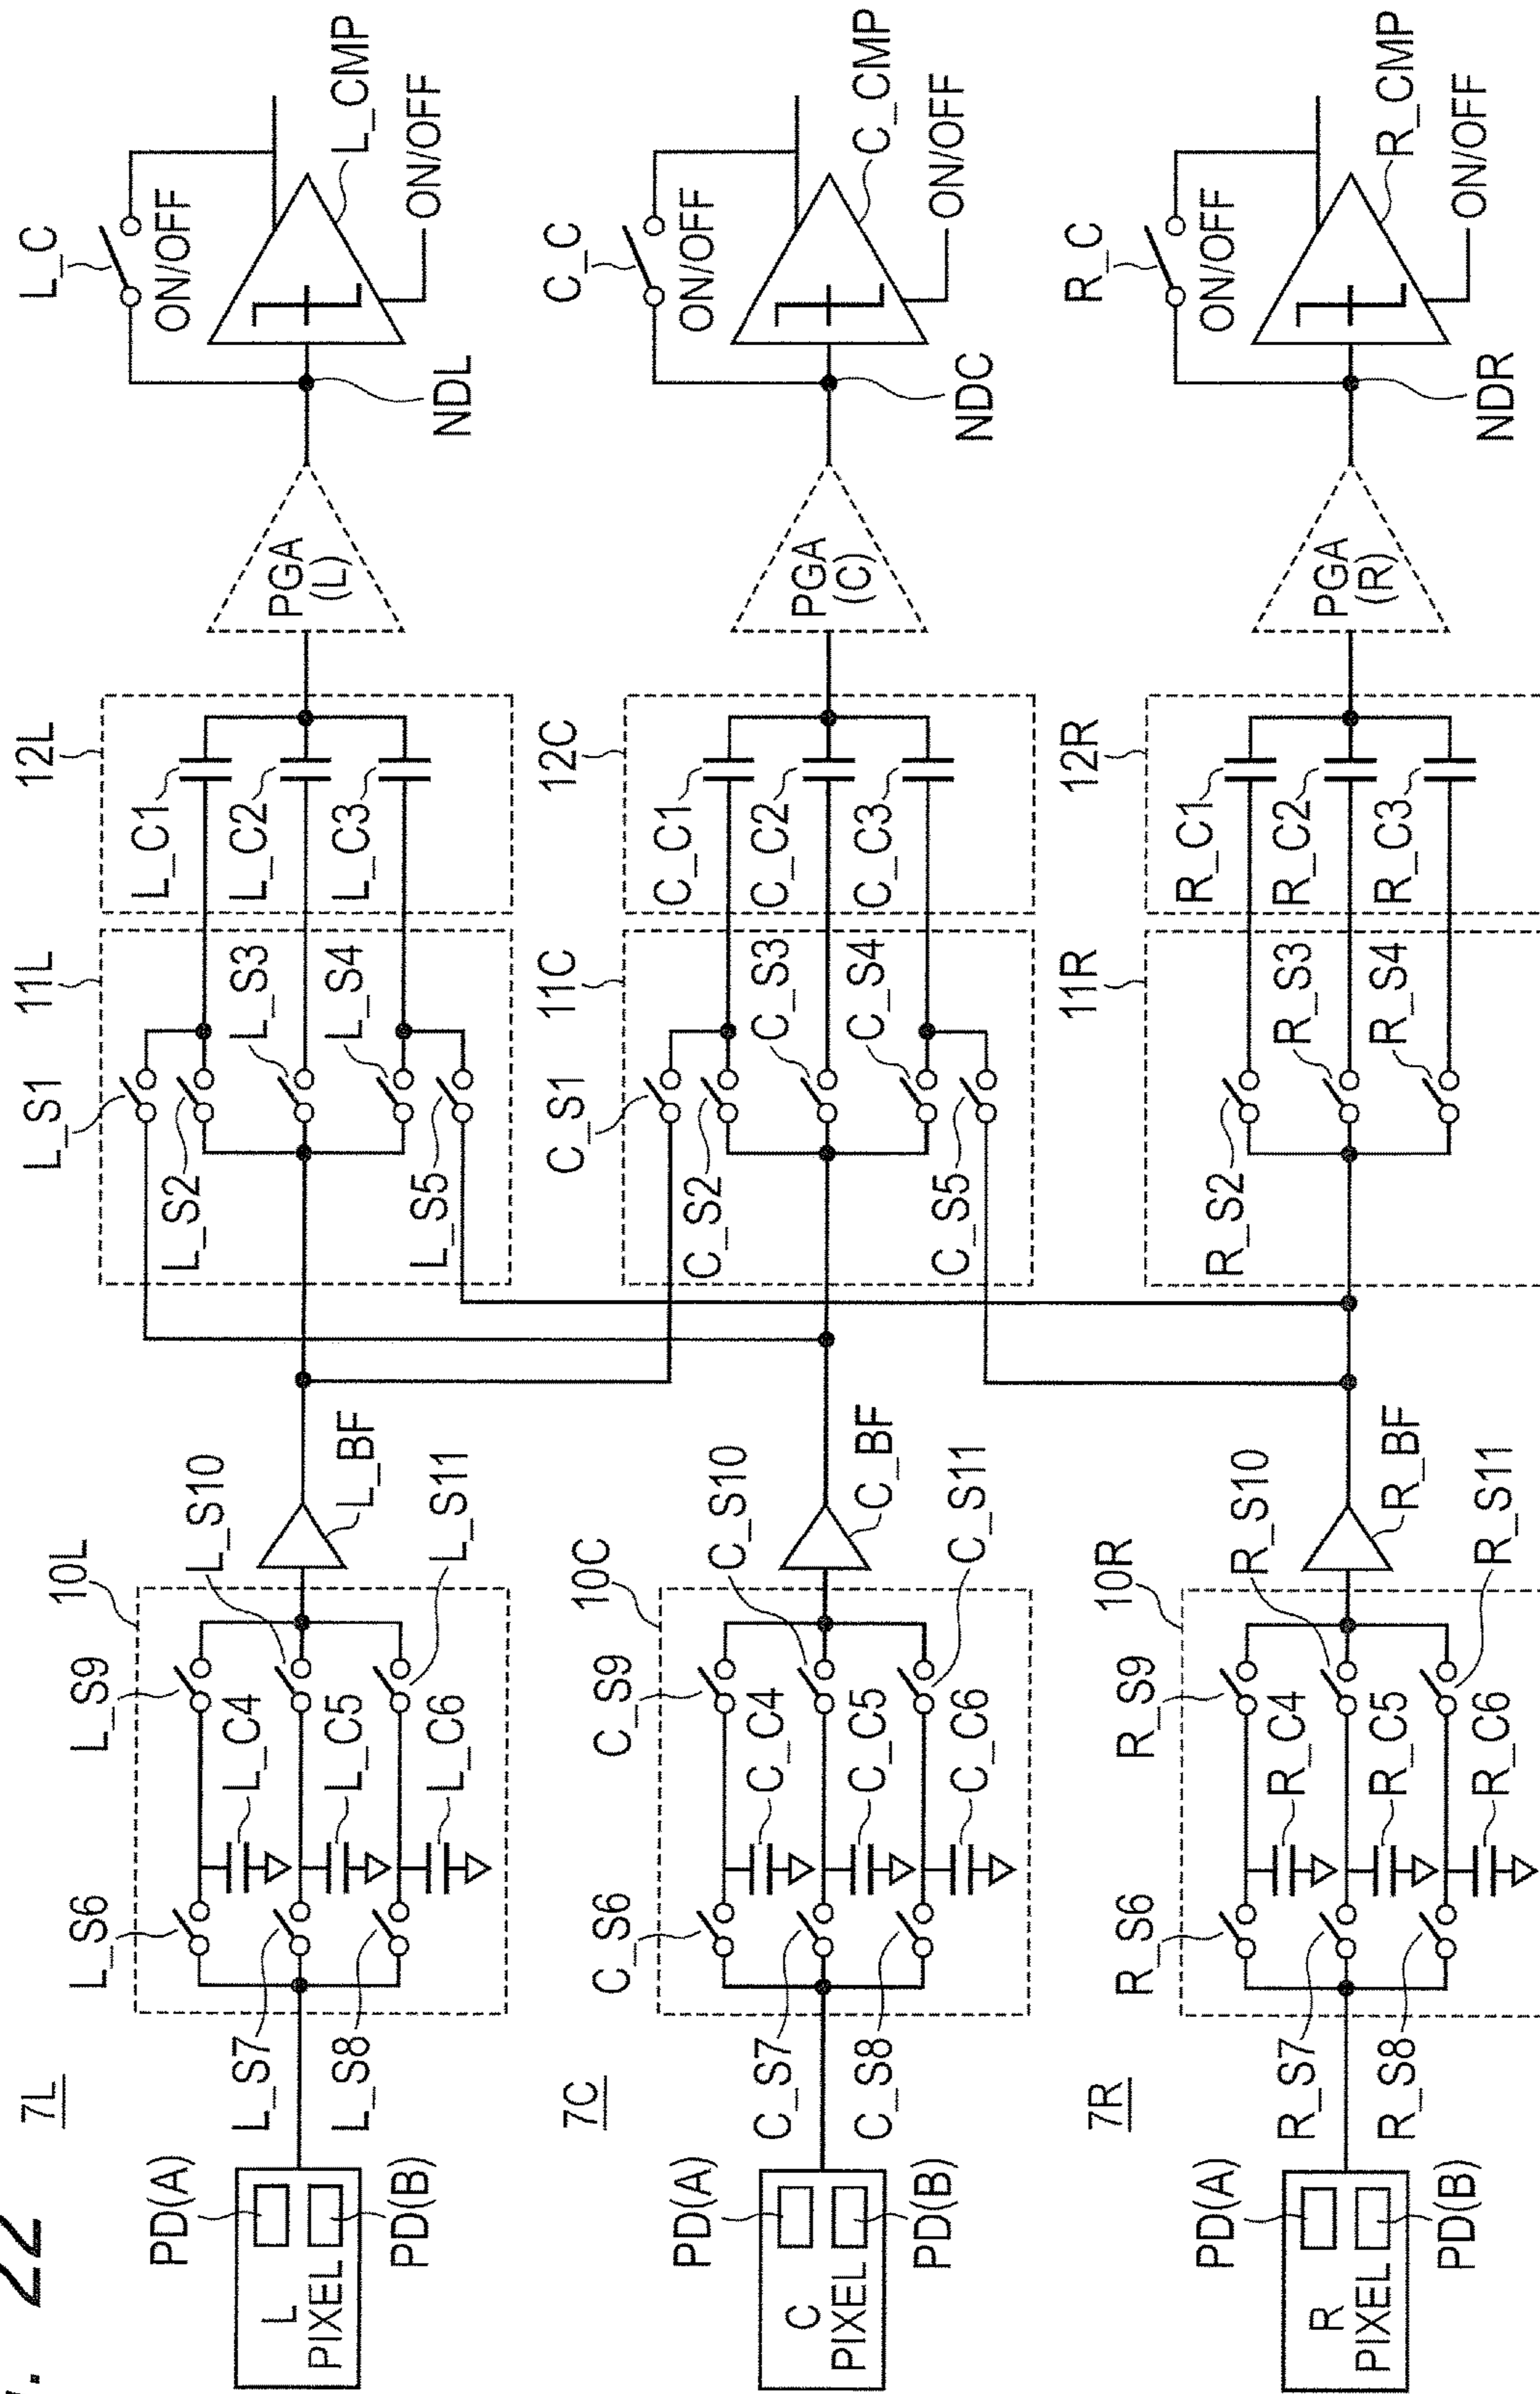 . 22
7L
L PIXEL
PD(A)
PD(B)
L_S6
L_S7
L_S8
L_S9
10L
L_S10
L_C4
L_C5
L_C6
L_BF
L_S11
L_S1
11L
L_S2
L_S3
L_S4
L_S5
12L
L_C1
L_C2
L_C3
PGA
(L)
L_C
ON/OFF
L_CMP
ON/OFF
NDL
7C
C PIXEL
PD(A)
PD(B)
C_S6
C_S7
C_S8
C_S9
10C
C_S10
C_C4
C_C5
C_C6
C_BF
C_S11
C_S1
11C
C_S2
C_S3
C_S4
C_S5
12C
C_C1
C_C2
C_C3
PGA
(C)
C_C
ON/OFF
C_CMP
ON/OFF
NDC
7R
R PIXEL
PD(A)
PD(B)
R_S6
R_S7
R_S8
R_S9
10R
R_S10
R_C4
R_C5
R_C6
R_BF
R_S11
11R
R_S2
R_S3
R_S4
12R
R_C1
R_C2
R_C3
PGA
(R)
R_C
ON/OFF
R_CMP
ON/OFF
NDR